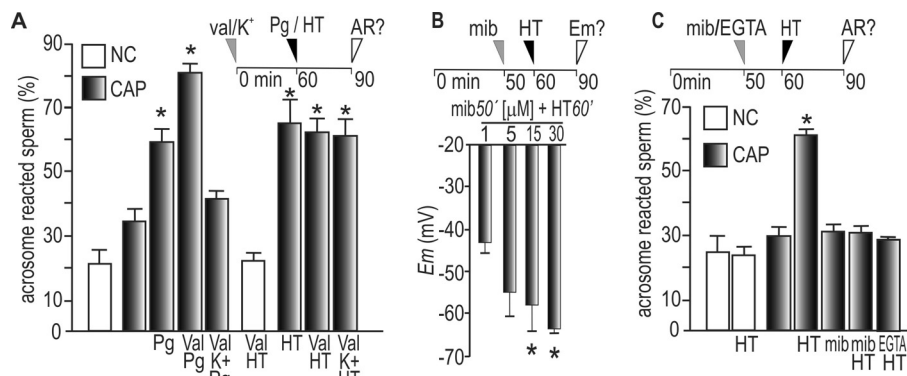 A
val/K⁺
Pg / HT
AR?
0 min
60
90
NC
CAP
acrosome reacted sperm (%)
90
70
50
30
10
0
*
*
*
*
*
Pg
Val
Pg
Val
K+
Pg
Val
HT
HT
Val
HT
Val
K+
HT
B
mib
HT
Em?
0 min
50
60
90
mib50´ [µM] + HT60’
1
5
15
30
-20
-20
-30
-40
-50
-60
-70
Em (mV)
*
*
C
mib/EGTA
HT
AR?
0min
50
60
90
NC
CAP
acrosome reacted sperm (%)
70
50
30
10
0
*
HT
HT
mib
mib
HT
EGTA
HT